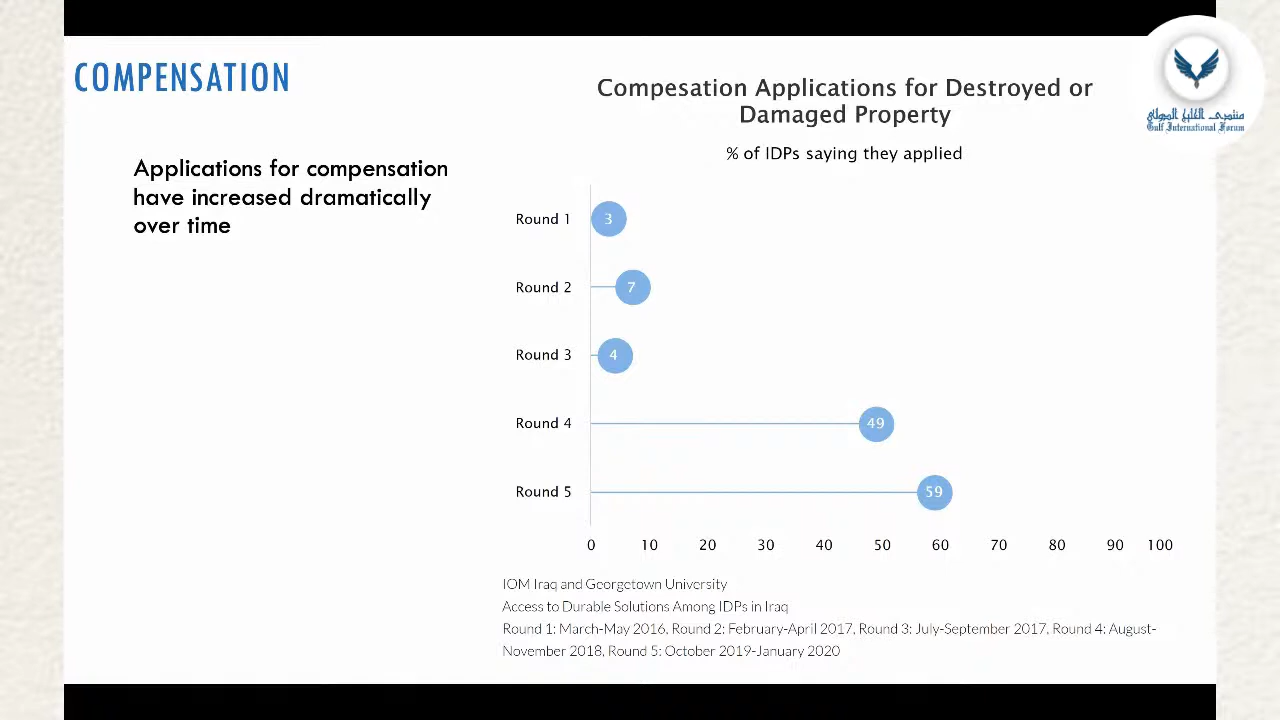 COMPENSATION
Applications for compensation
have increased dramatically
over time
Compesation Applications for Destroyed or
Damaged Property
% of IDPs saying they applied
Round 1
3
Round 2
7
Round 3
4
Round 4
49
Round 5
59
0 10 20 30 40 50 60 70 80 90 100
IOM Iraq and Georgetown University
Access to Durable Solutions Among IDPs in Iraq
Round 1: March-May 2016, Round 2: February-April 2017, Round 3: July-September 2017, Round 4: August-
November 2018, Round 5: October 2019-January 2020
منتدى الخليج الدولي
Gulf International Forum